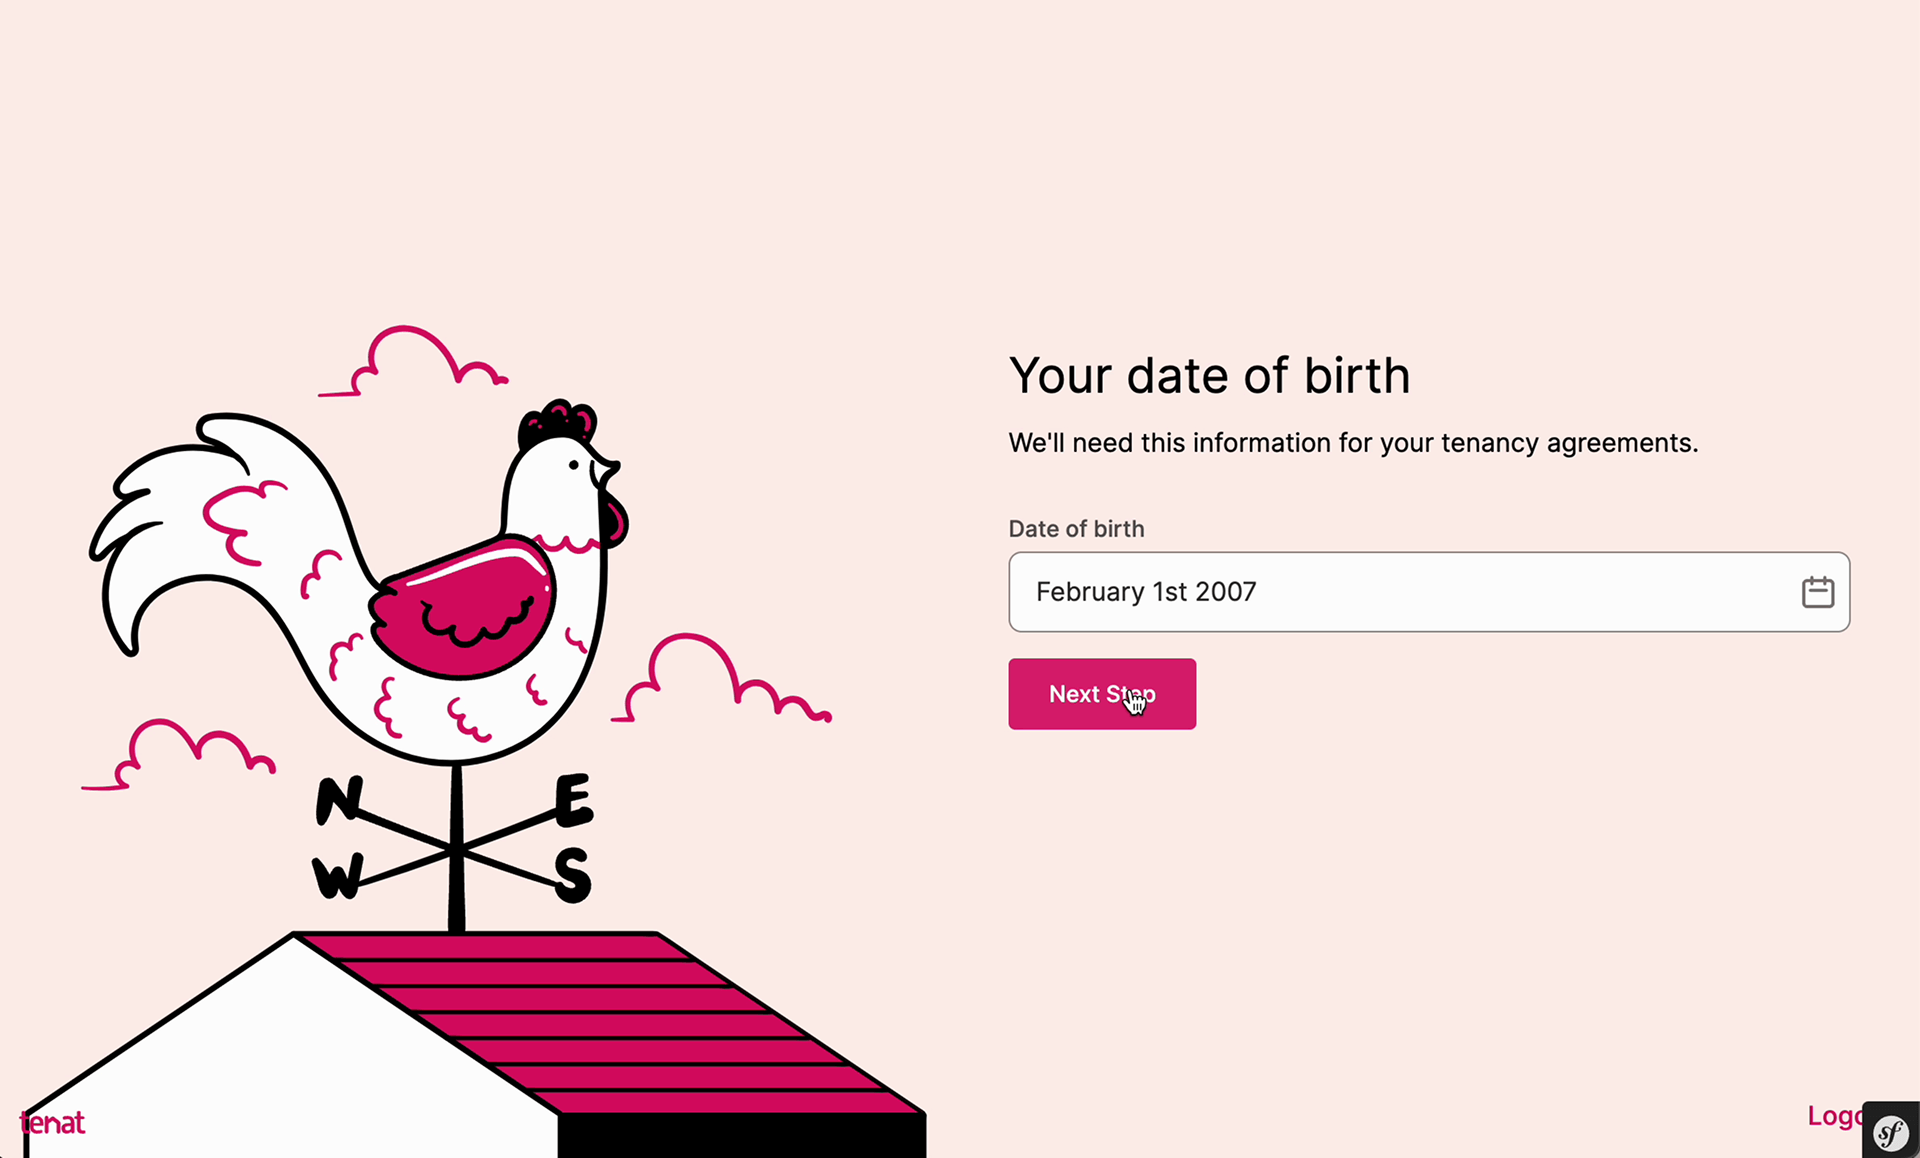 Your date of birth
We'll need this information for your tenancy agreements.
Date of birth
February 1st 2007
Next Step
N E
W S
tenat
Logo
sf